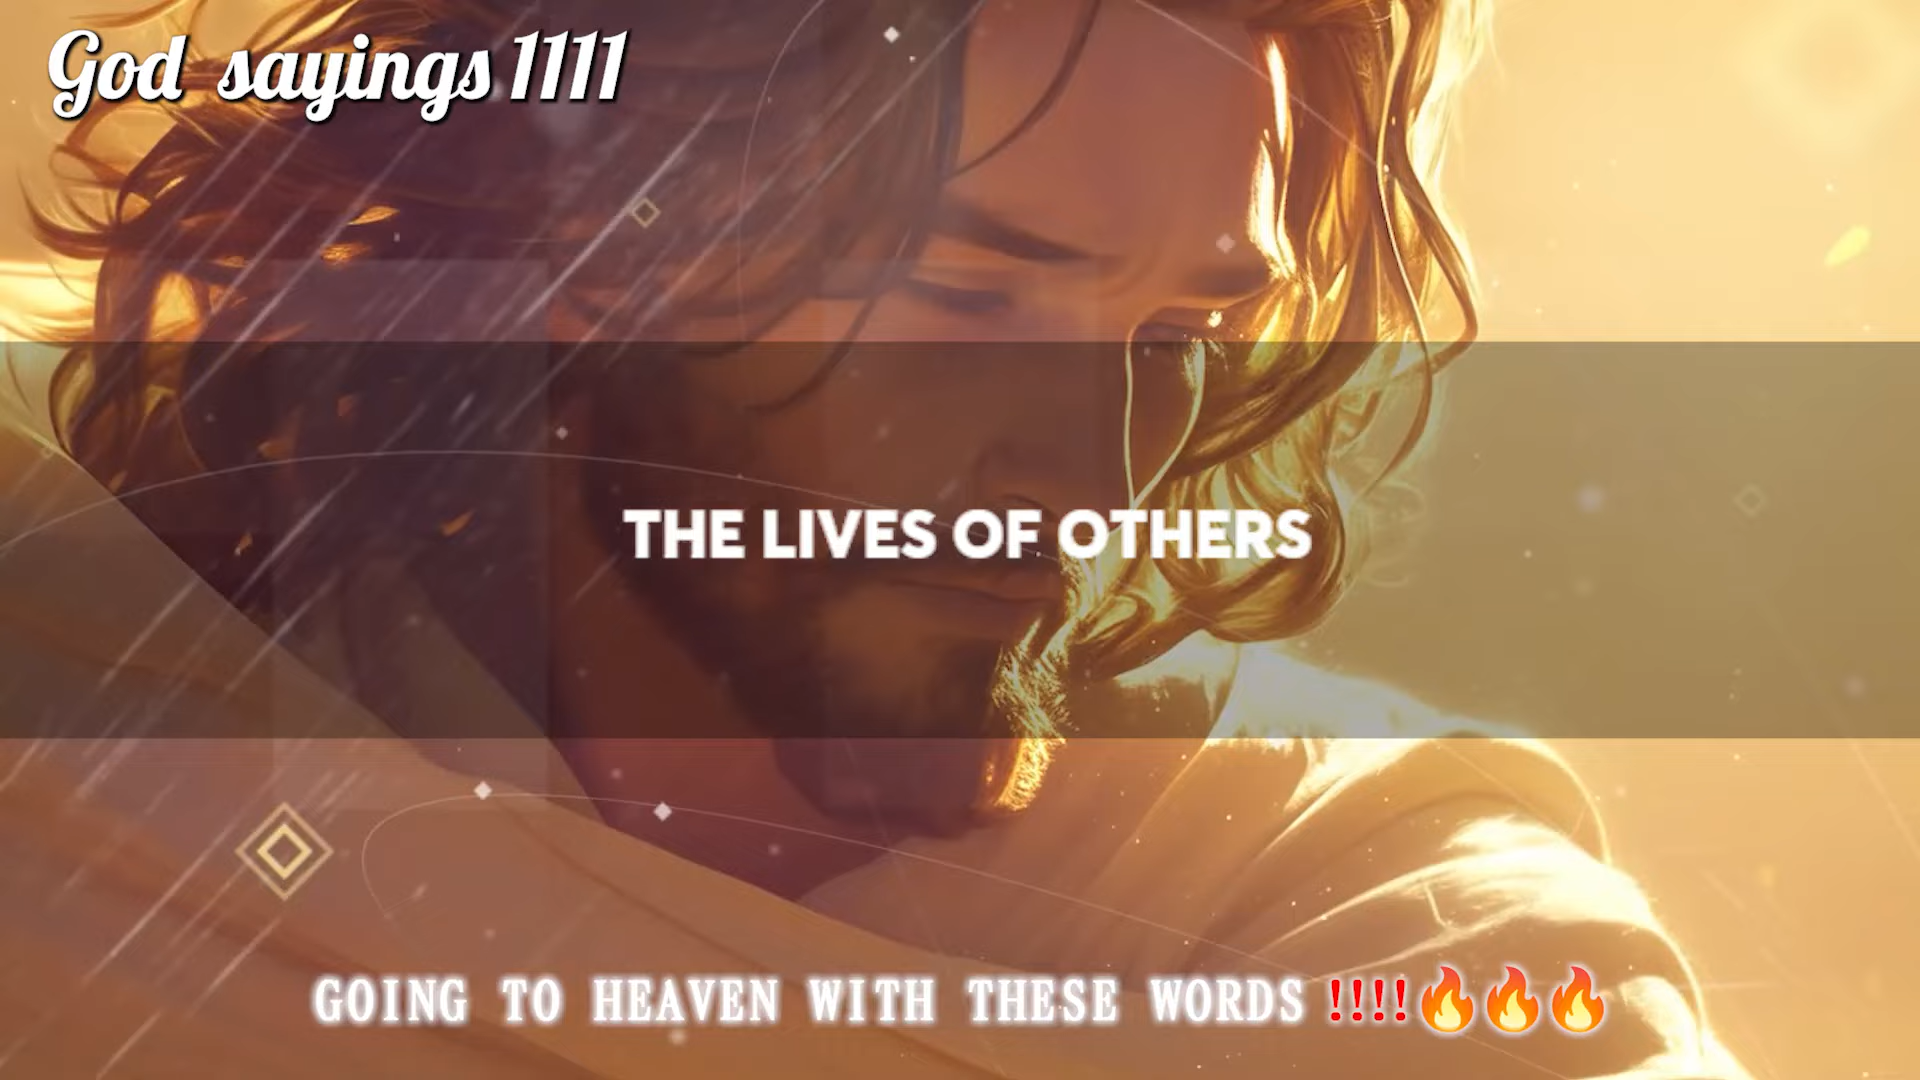 God sayings 1111
THE LIVES OF OTHERS
GOING TO HEAVEN WITH THESE WORDS !!!!🔥🔥🔥